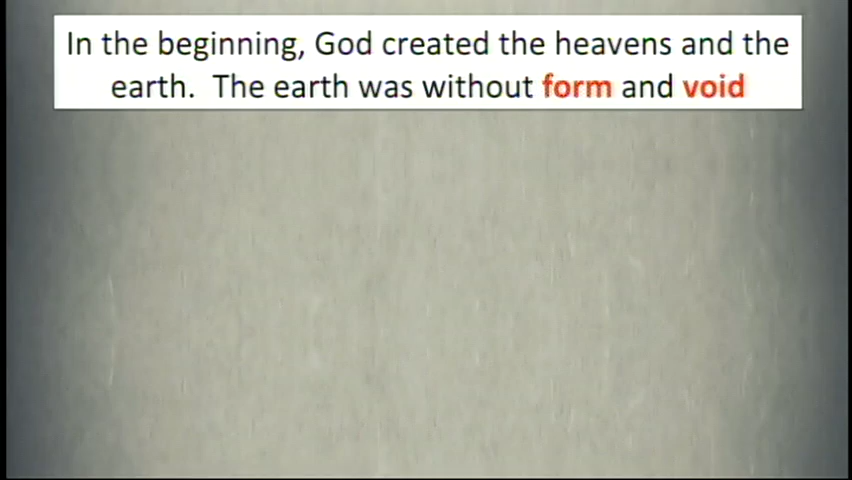 In the beginning, God created the heavens and the
earth.  The earth was without form and void